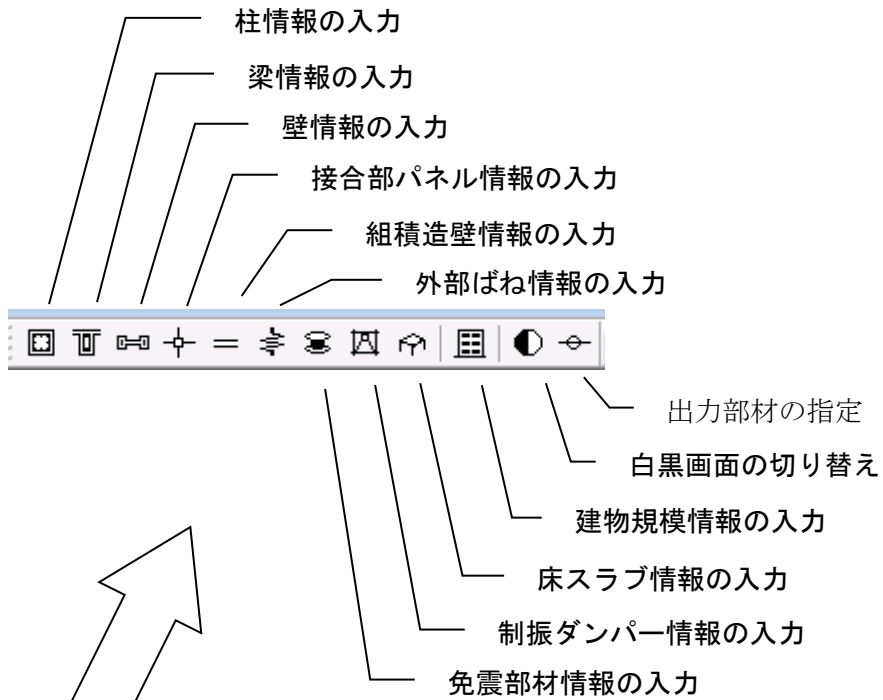 柱情報の入力
梁情報の入力
壁情報の入力
接合部パネル情報の入力
組積造壁情報の入力
外部ばね情報の入力
出力部材の指定
白黒画面の切り替え
建物規模情報の入力
床スラブ情報の入力
制振ダンパー情報の入力
免震部材情報の入力